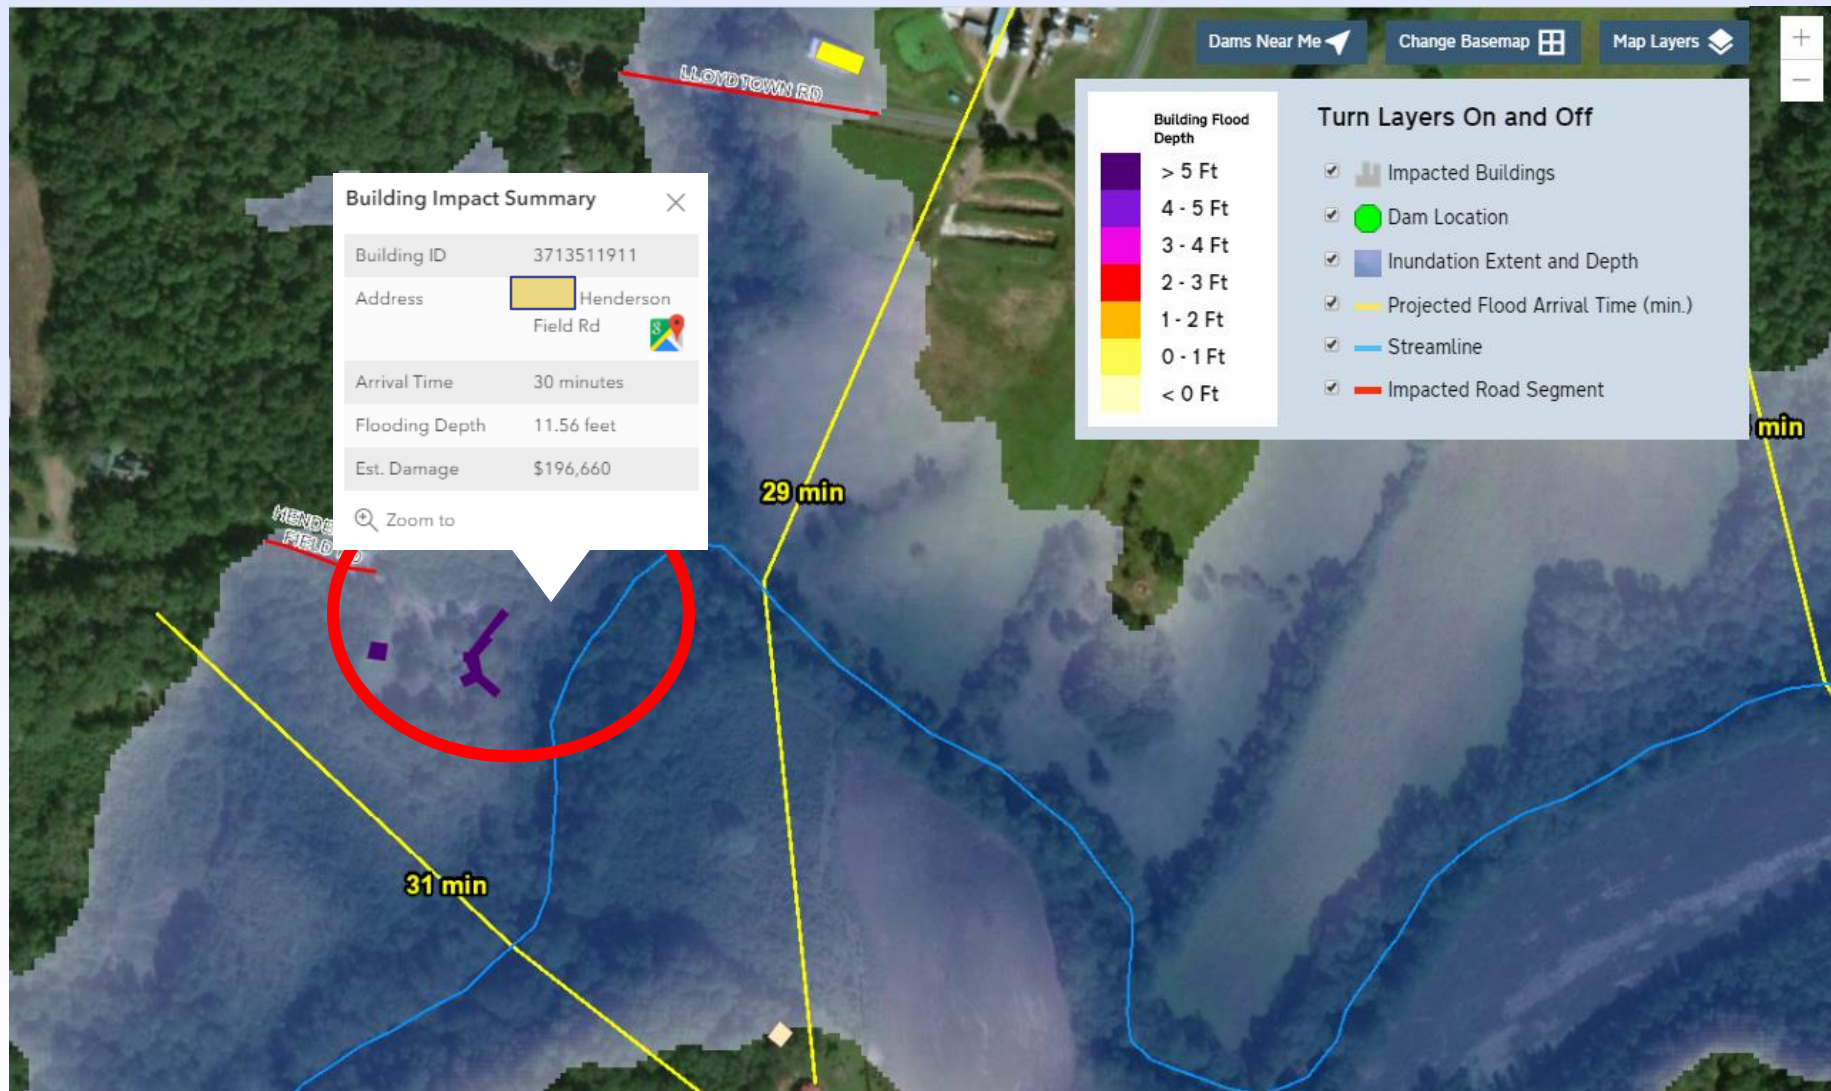 Dams Near Me
Change Basemap
Map Layers
+
−
LLOYDTOWN RD
Building Flood
Depth
> 5 Ft
4 - 5 Ft
3 - 4 Ft
2 - 3 Ft
1 - 2 Ft
0 - 1 Ft
< 0 Ft
Turn Layers On and Off
Impacted Buildings
Dam Location
Inundation Extent and Depth
Projected Flood Arrival Time (min.)
Streamline
Impacted Road Segment
Building Impact Summary
Building ID 3713511911
Address Henderson
Field Rd
8
Arrival Time 30 minutes
Flooding Depth 11.56 feet
Est. Damage $196,660
Zoom to
min
29 min
FIELD
31 min